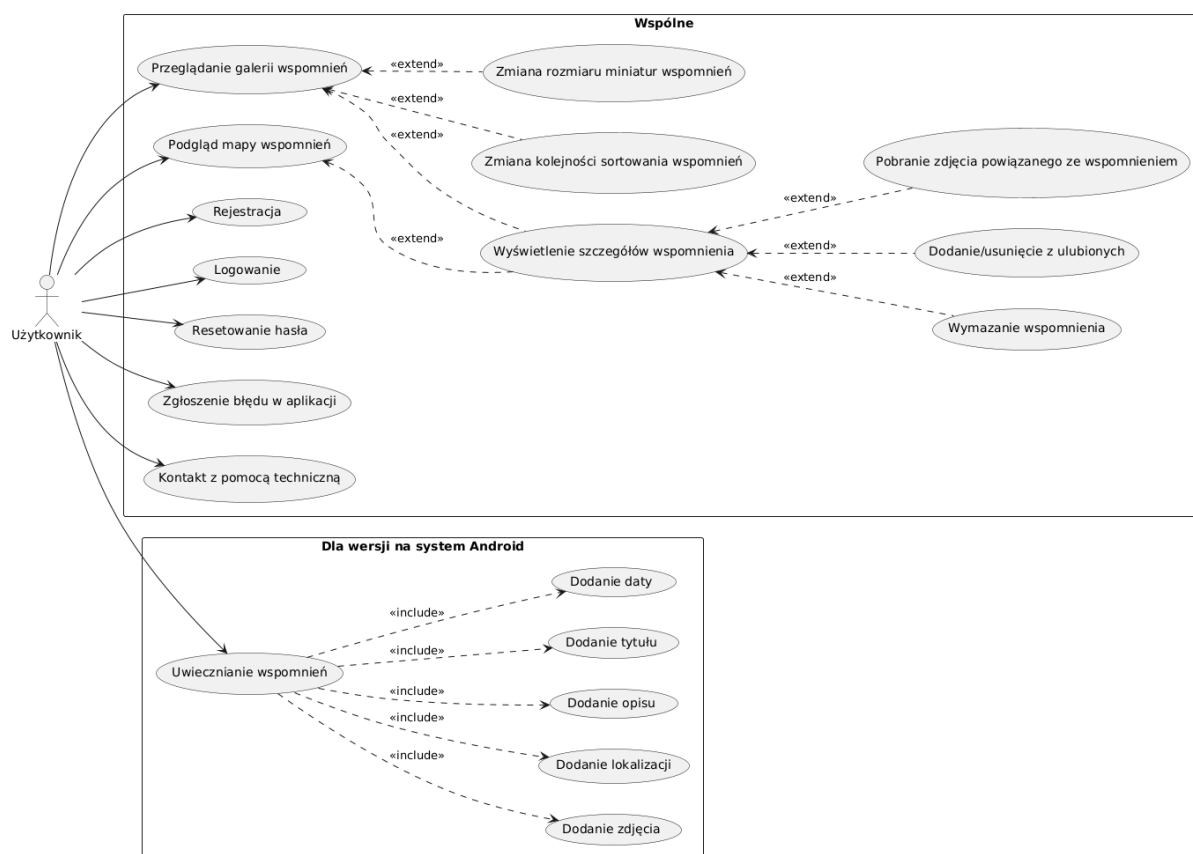 Wspólne
Przeglądanie galerii wspomnień
«extend»
Zmiana rozmiaru miniatur wspomnień
«extend»
Podgląd mapy wspomnień
«extend»
Zmiana kolejności sortowania wspomnień
Pobranie zdjęcia powiązanego ze wspomnieniem
Rejestracja
«extend»
«extend»
Wyświetlenie szczegółów wspomnienia
«extend»
Dodanie/usunięcie z ulubionych
Logowanie
«extend»
Użytkownik
Resetowanie hasła
Wymazanie wspomnienia
Zgłoszenie błędu w aplikacji
Kontakt z pomocą techniczną
Dla wersji na system Android
Dodanie daty
«include»
Dodanie tytułu
«include»
Uwiecznianie wspomnień
«include»
Dodanie opisu
«include»
Dodanie lokalizacji
«include»
Dodanie zdjęcia